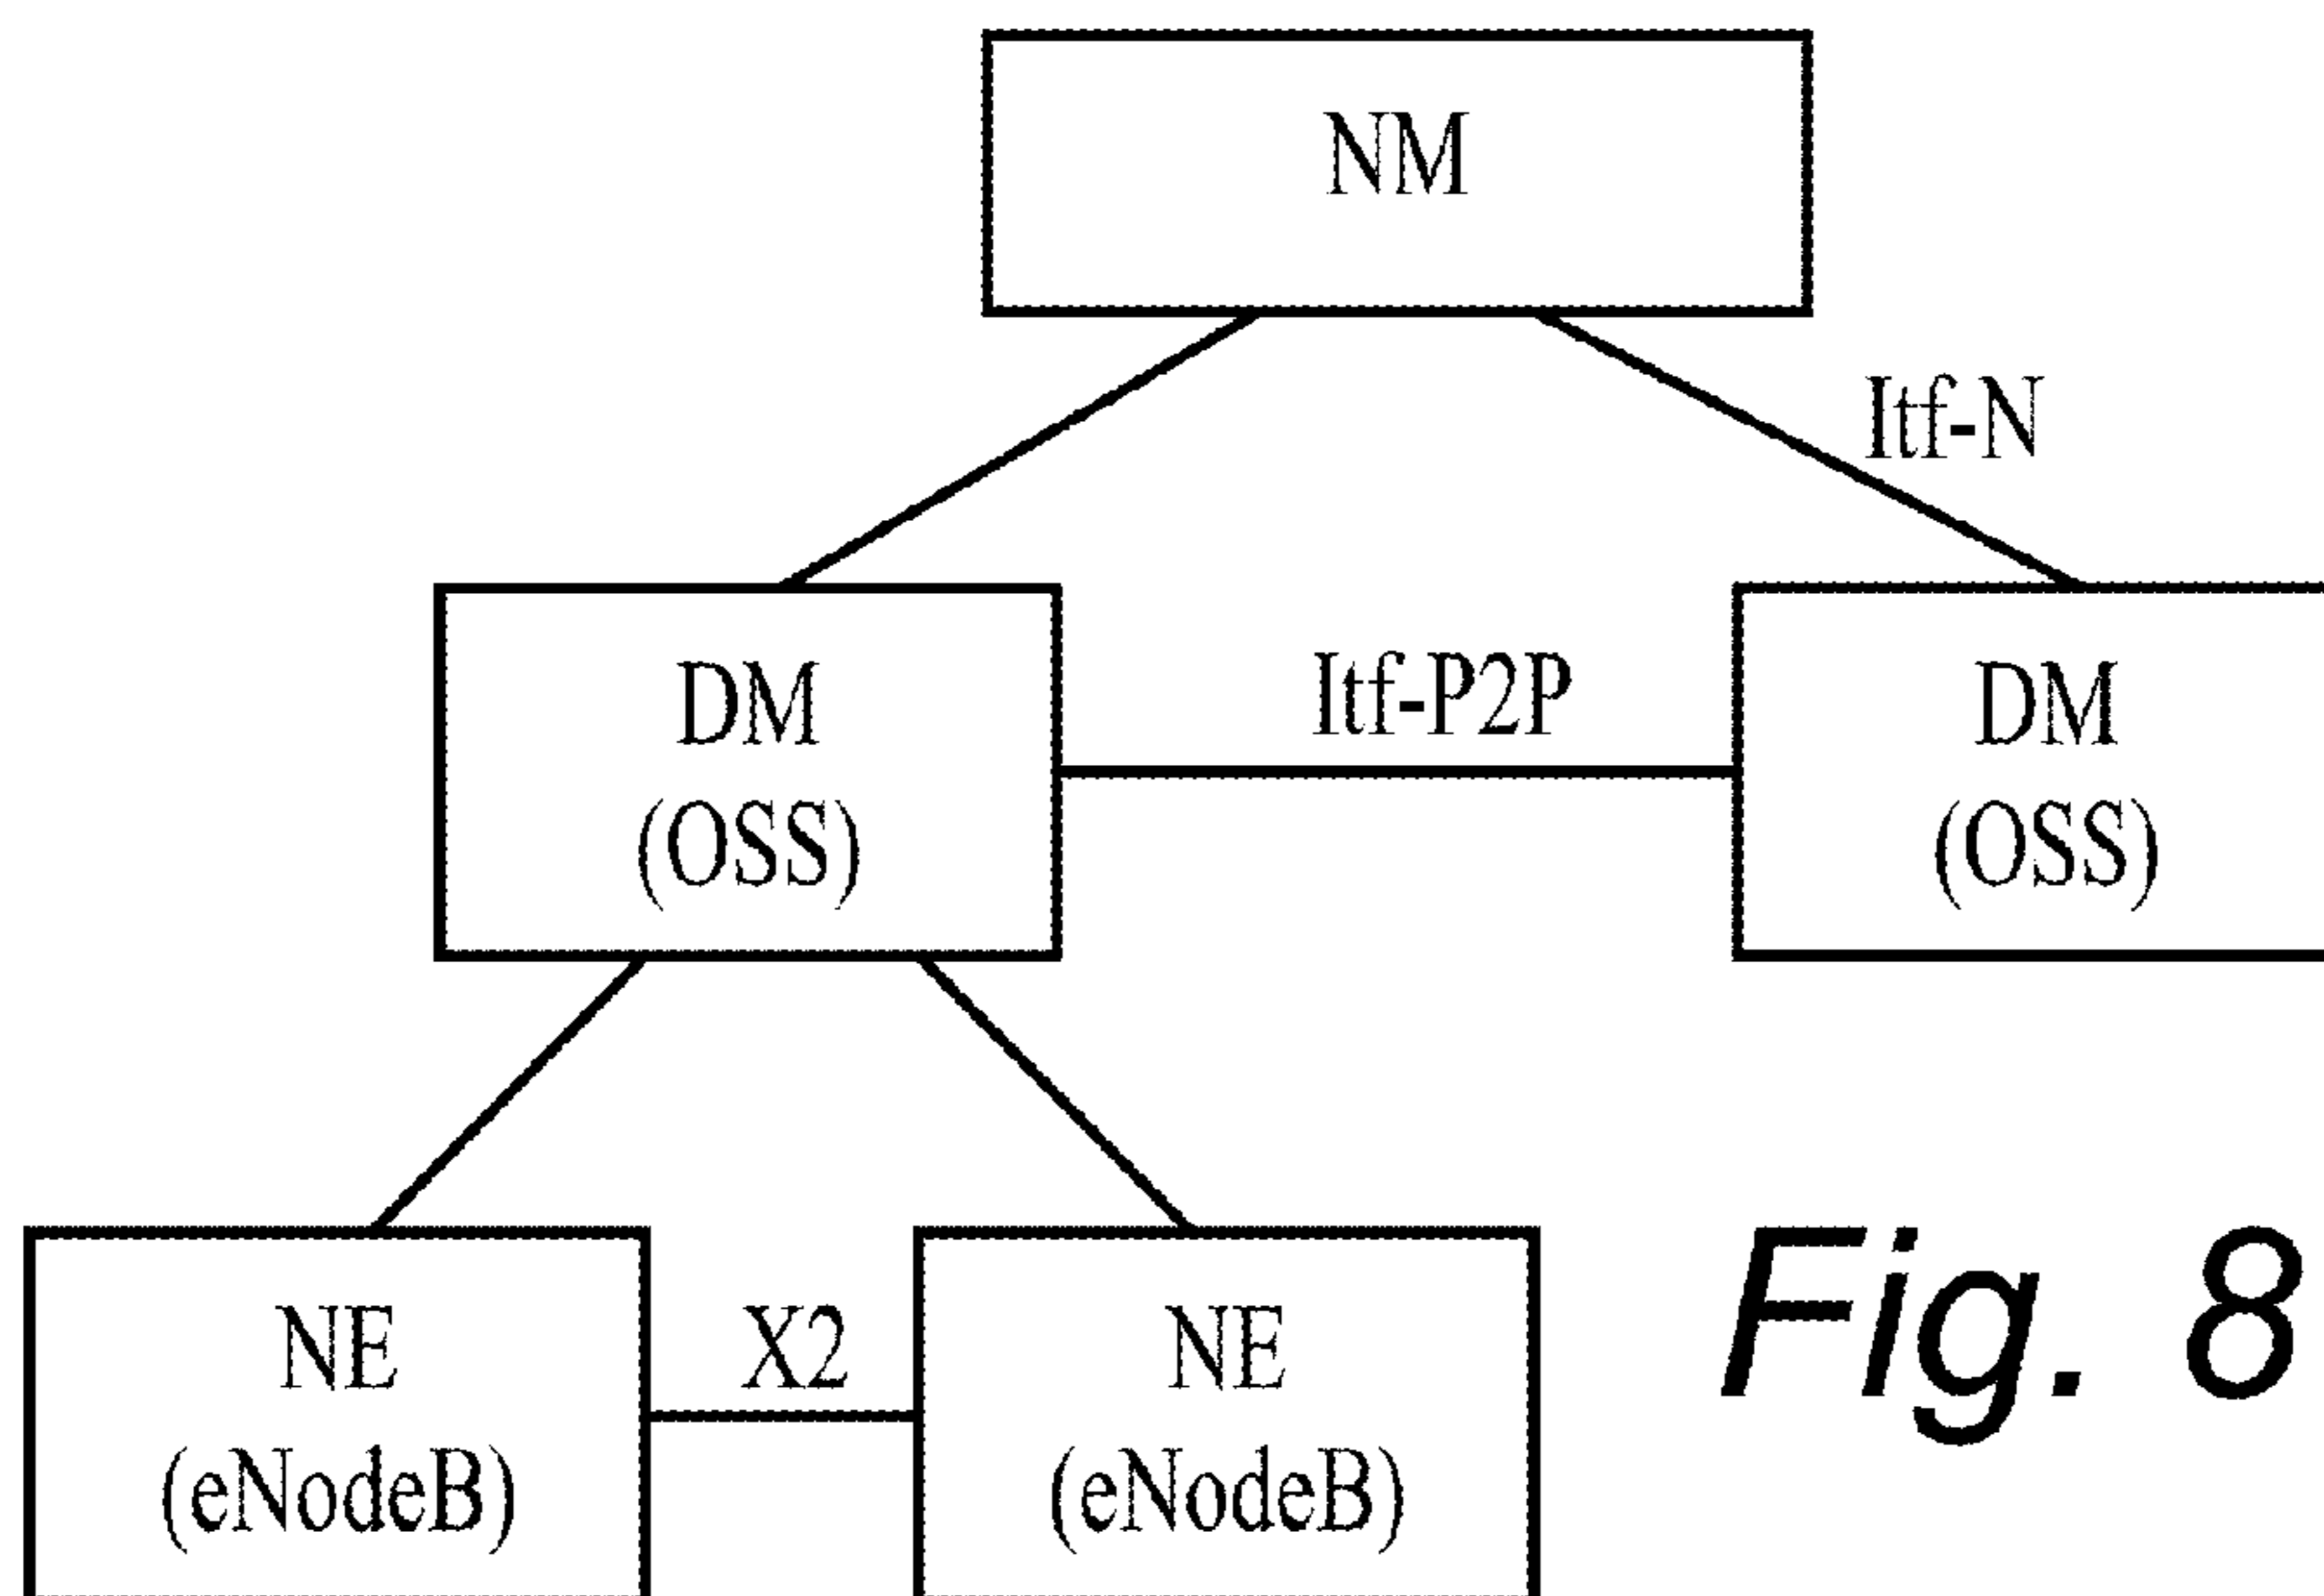 NM
Itf-N
DM
(OSS)
Itf-P2P
DM
(OSS)
NE
(eNodeB)
X2
NE
(eNodeB)
Fig. 8